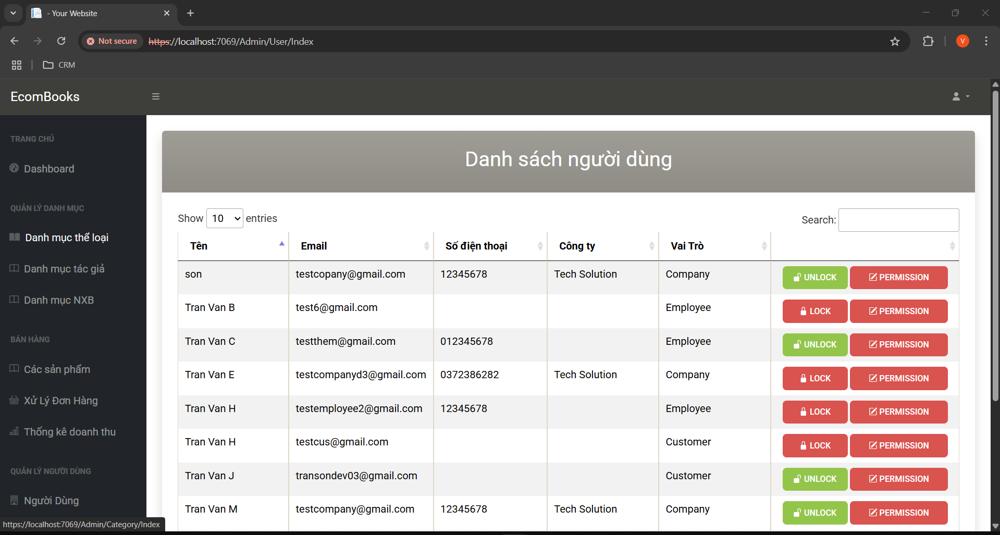 - Your Website
Not secure
https://localhost:7069/Admin/User/Index
V
CRM
EcomBooks
TRANG CHỦ
Dashboard
QUẢN LÝ DANH MỤC
Danh mục thể loại
Danh mục tác giả
Danh mục NXB
BÁN HÀNG
Các sản phẩm
Xử Lý Đơn Hàng
Thống kê doanh thu
QUẢN LÝ NGƯỜI DÙNG
Người Dùng
https://localhost:7069/Admin/Category/Index
Danh sách người dùng
Show 10 entries
Search:
Tên Email Số điện thoại Công ty Vai Trò
son testcopany@gmail.com 12345678 Tech Solution Company UNLOCK PERMISSION
Tran Van B test6@gmail.com Employee LOCK PERMISSION
Tran Van C testthem@gmail.com 012345678 Employee UNLOCK PERMISSION
Tran Van E testcompanyd3@gmail.com 0372386282 Tech Solution Company LOCK PERMISSION
Tran Van H testemployee2@gmail.com 12345678 Employee LOCK PERMISSION
Tran Van H testcus@gmail.com Customer LOCK PERMISSION
Tran Van J transondev03@gmail.com Customer UNLOCK PERMISSION
Tran Van M testcompany@gmail.com 12345678 Tech Solution Company UNLOCK PERMISSION